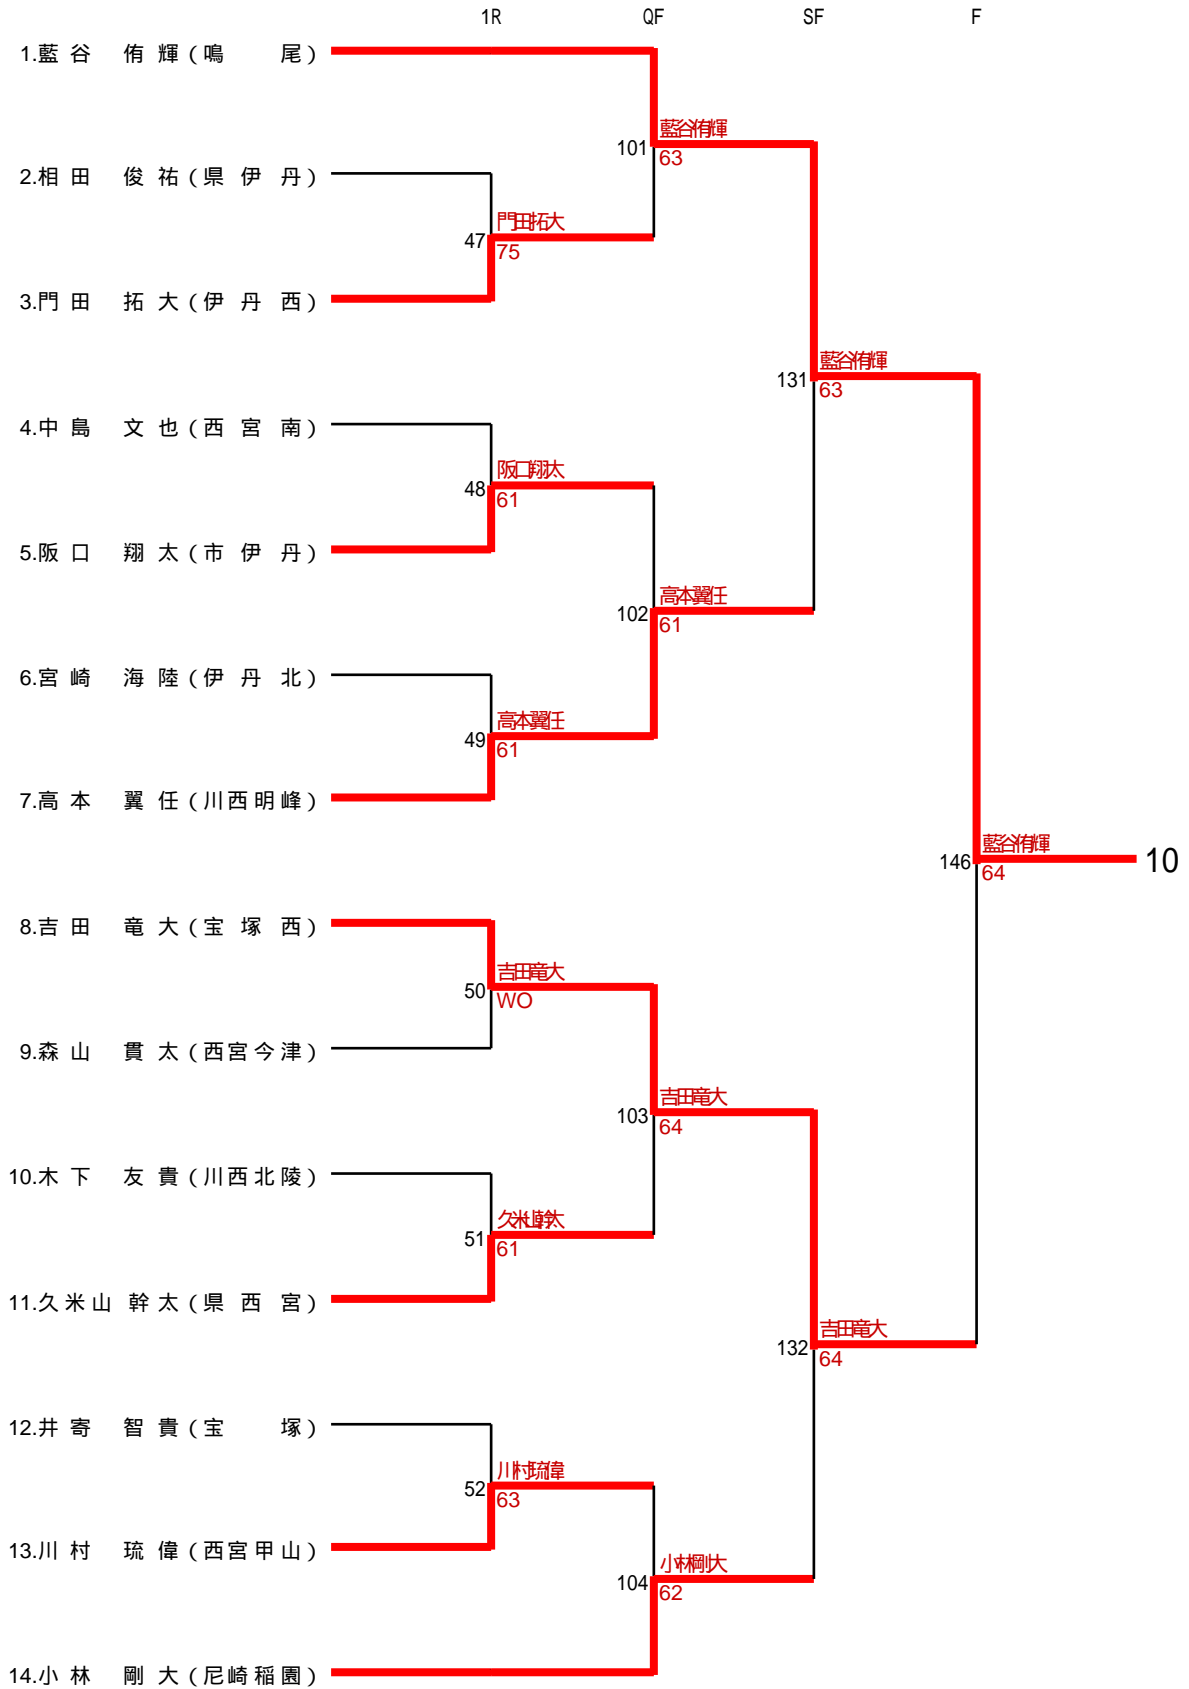 1R QF SF F
1.藍谷 侑輝(鳴 尾)
藍谷侑輝
101
63
2.相田 俊祐(県伊丹)
門田拓大
47
75
3.門田 拓大(伊丹西)
藍谷侑輝
131
63
4.中島 文也(西宮南)
阪口翔太
48
61
5.阪口 翔太(市伊丹)
高本翼任
102
61
6.宮崎 海陸(伊丹北)
高本翼任
49
61
7.高本 翼任(川西明峰)
藍谷侑輝
146
64
10
8.吉田 竜大(宝塚西)
吉田竜大
50
WO
9.森山 貫太(西宮今津)
吉田竜大
103
64
10.木下 友貴(川西北陵)
久米山幹太
51
61
11.久米山 幹太(県西宮)
吉田竜大
132
64
12.井寄 智貴(宝 塚)
川村琉偉
52
63
13.川村 琉偉(西宮甲山)
小林剛大
104
62
14.小林 剛大(尼崎稲園)